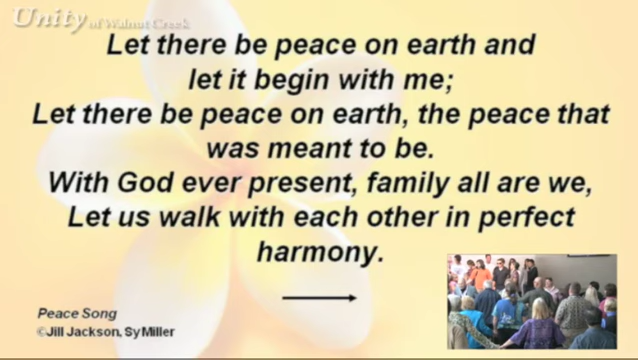 Unity of Walnut Creek
Let there be peace on earth and
let it begin with me;
Let there be peace on earth, the peace that
was meant to be.
With God ever present, family all are we,
Let us walk with each other in perfect
harmony.
Peace Song
©Jill Jackson, Sy Miller